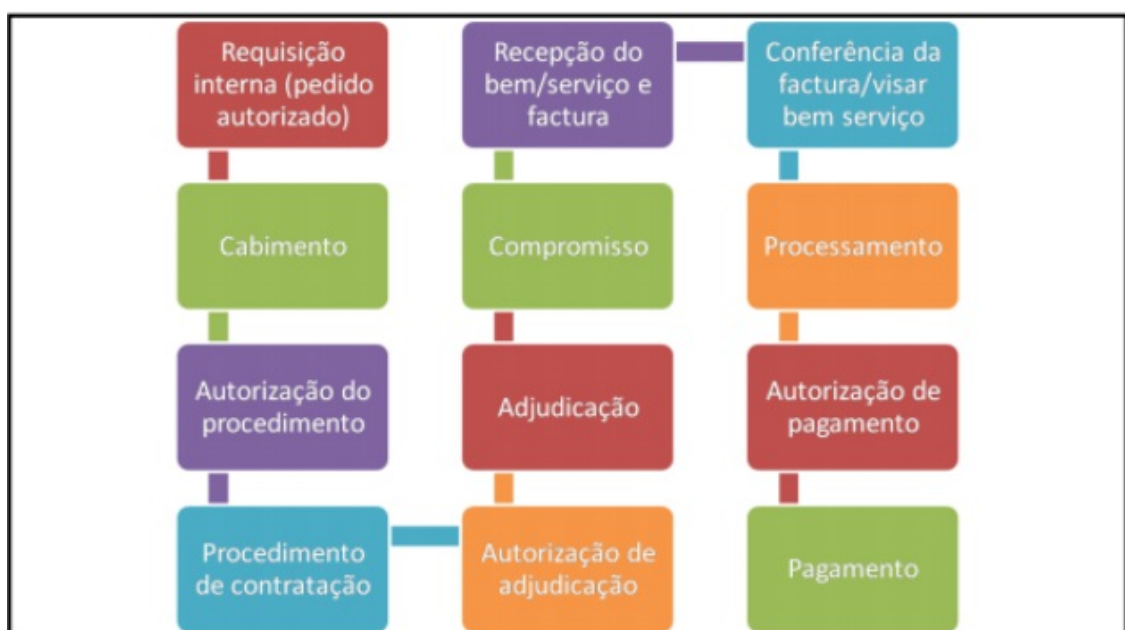 Requisição
interna (pedido
autorizado)
Cabimento
Autorização do
procedimento
Procedimento
de contratação
Autorização de
adjudicação
Adjudicação
Compromisso
Recepção do
bem/serviço e
factura
Conferência da
factura/visar
bem serviço
Processamento
Autorização de
pagamento
Pagamento